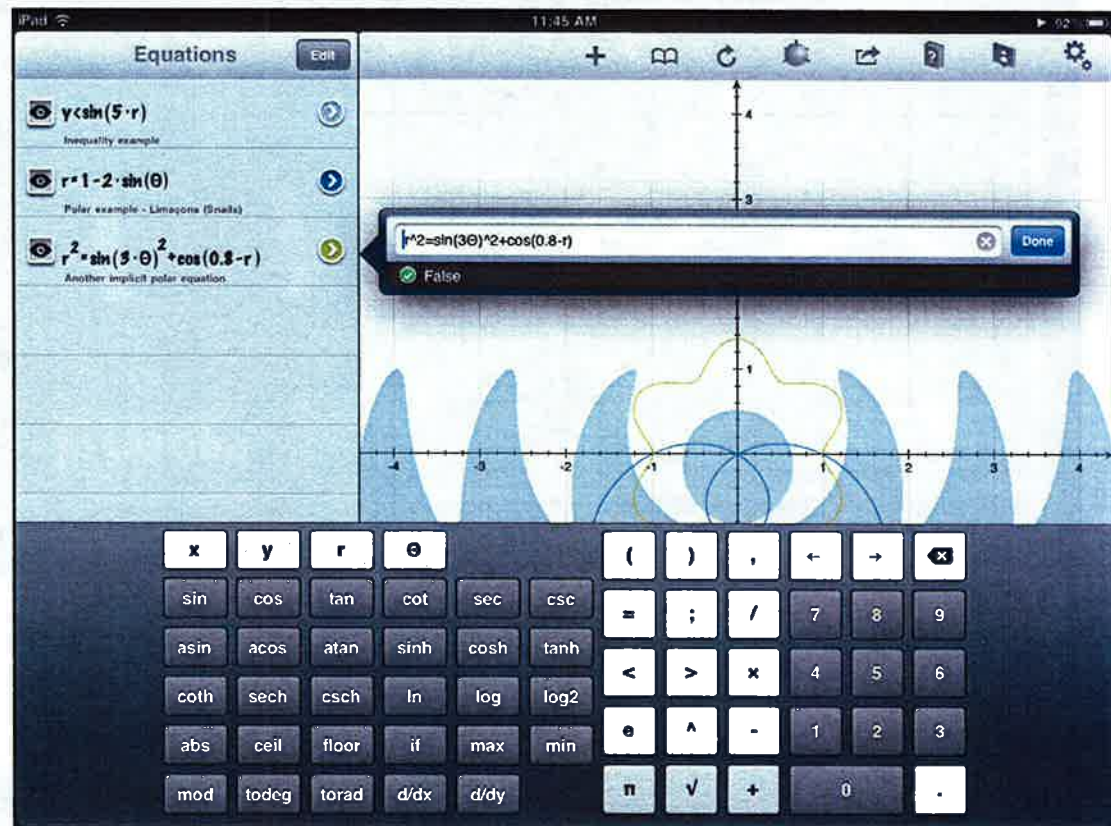 iPad 11:45 AM 92%
Equations Edit
y<sin(5·r)
Inequality example
r=1-2·sin(Θ)
Polar example - Limaçons (Snails)
r²=sin(3·Θ)²+cos(0.8-r)
Another implicit polar equation
r^2=sin(3Θ)^2+cos(0.8-r) Done
False
4
3
1
-4 -3 -2 -1 1 2 3 4
x y r Θ ( ) , ← →
sin cos tan cot sec csc = ; / 7 8 9
asin acos atan sinh cosh tanh < > × 4 5 6
coth sech csch ln log log2 e ^ - 1 2 3
abs ceil floor if max min π √ + 0 .
mod todeg torad d/dx d/dy